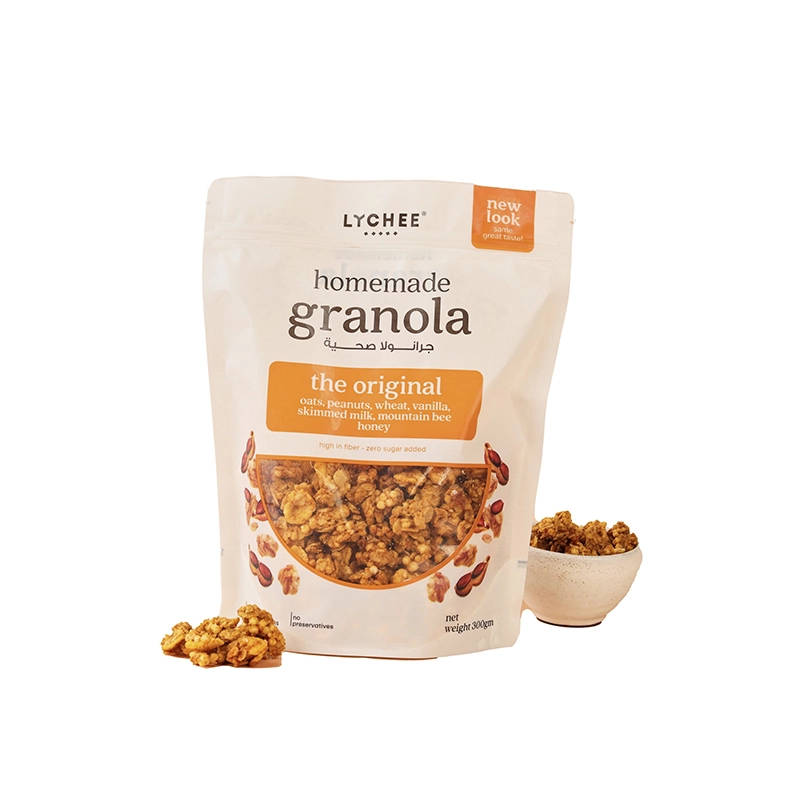 LYCHEE®
new
look
same
great taste!
homemade
granola
جرانولا صحية
the original
oats, peanuts, wheat, vanilla,
skimmed milk, mountain bee
honey
high in fiber - zero sugar added
no
preservatives
net
weight 300gm